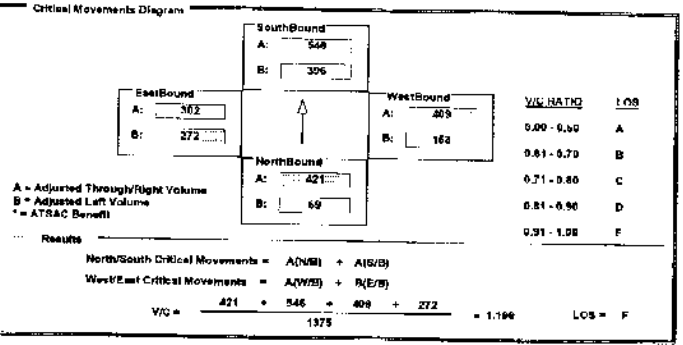 Critical Movements Diagram
SouthBound
A: 546
B: 396
EastBound
A: 302
B: 272
WestBound
A: 409
B: 
NorthBound
A: 421
B: 69
V/C RATIO LOS
0.00 - 0.60 A
0.61 - 0.70 B
0.71 - 0.80 C
0.81 - 0.90 D
0.91 - 1.00
A = Adjusted Through/Right Volume
B = Adjusted Left Volume
* = ATSAC Benefit
Results
North/South Critical Movements = A(N/B) + A(S/B)
West/East Critical Movements = A(W/B) + B(E/B)
V/C = 421 + 546 + 409 + 272 = 1.199 LOS = F
1375